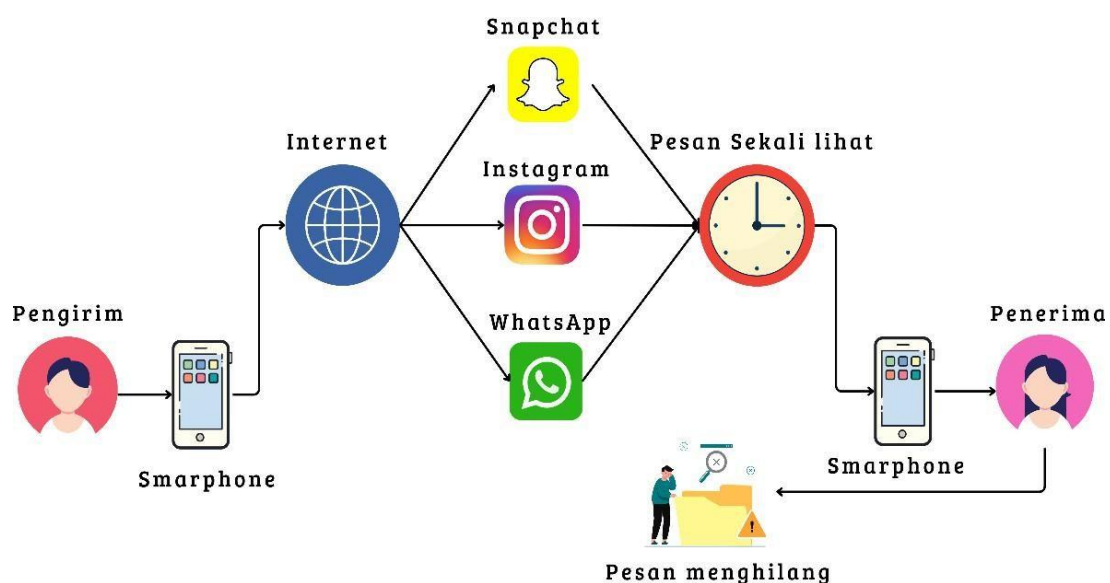 Snapchat
Internet
Pesan Sekali lihat
Instagram
Pengirim
WhatsApp
Penerima
Smarphone
Smarphone
Pesan menghilang